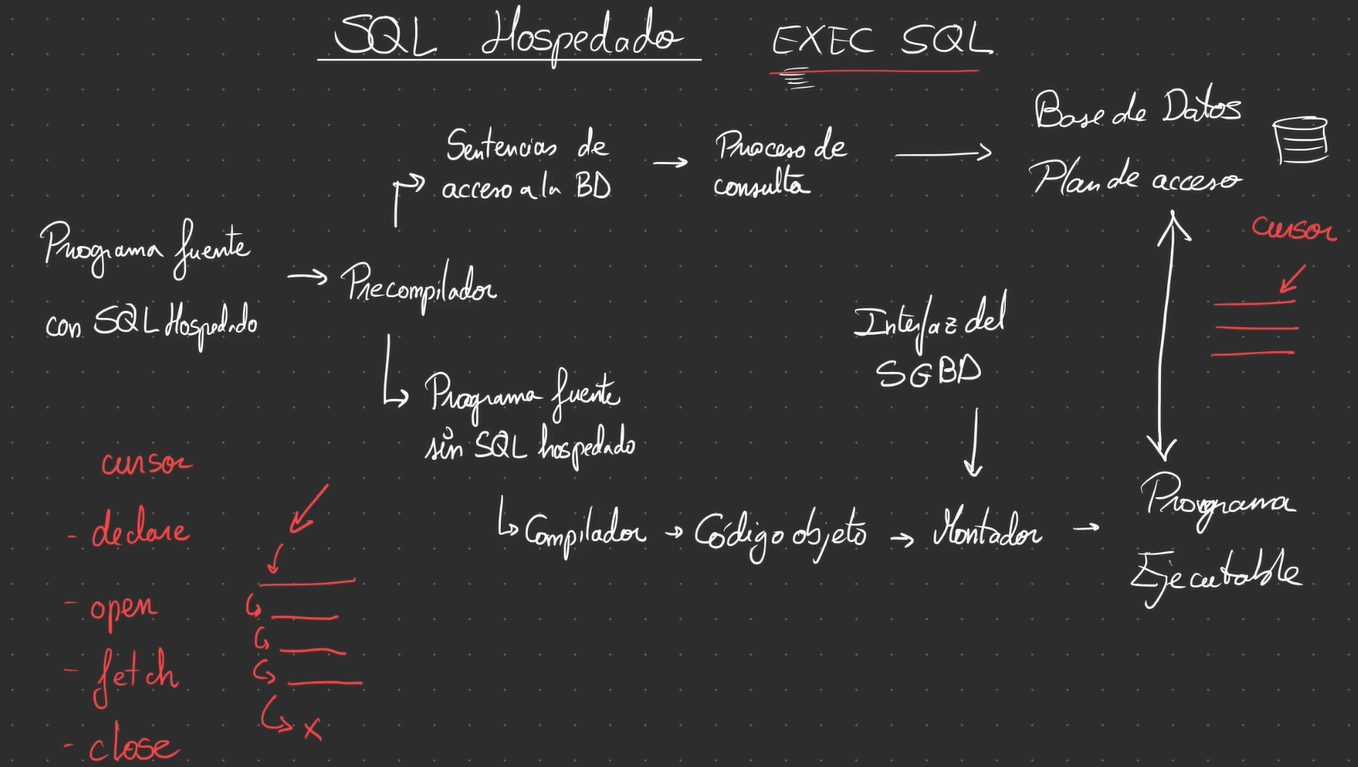 SQL Hospedado
EXEC SQL
Sentencias de
acceso a la BD
Proceso de
consulta
Base de Datos
Plan de acceso
cursor
Programa fuente
con SQL Hospedado
Precompilador
Interfaz del
SGBD
Programa fuente
sin SQL hospedado
Compilador
Código objeto
Montador
Programa
Ejecutable
cursor
- declare
- open
- fetch
- close
x